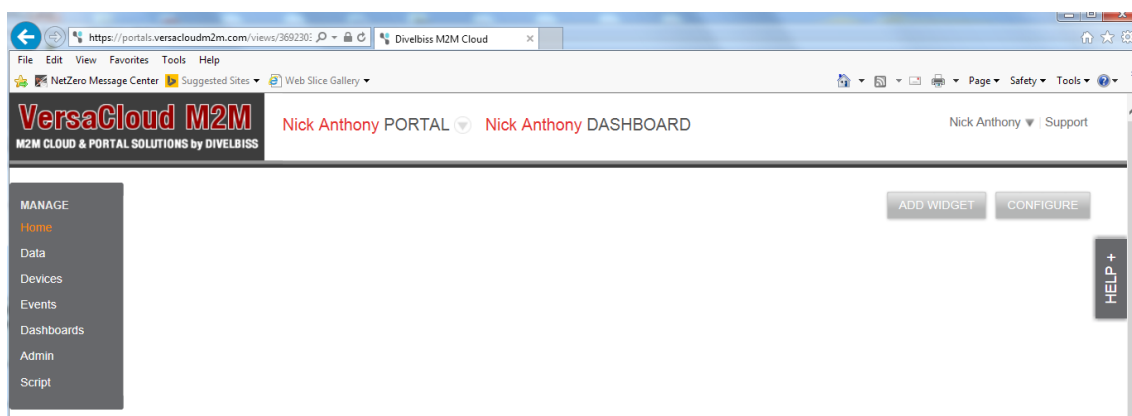 https://portals.versacloudm2m.com/views/369230: Divelbiss M2M Cloud
File Edit View Favorites Tools Help
NetZero Message Center Suggested Sites Web Slice Gallery Page Safety Tools
VersaCloud M2M
M2M CLOUD & PORTAL SOLUTIONS by DIVELBISS
Nick Anthony PORTAL Nick Anthony DASHBOARD
Nick Anthony | Support
MANAGE
Home
Data
Devices
Events
Dashboards
Admin
Script
ADD WIDGET CONFIGURE
HELP +